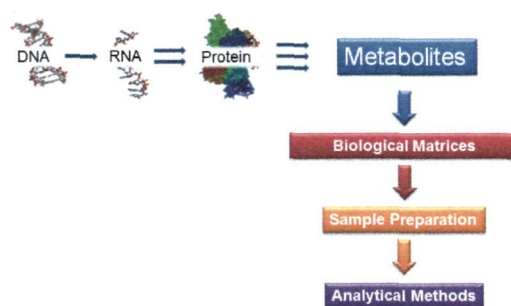 DNA
RNA
Protein
Metabolites
Biological Matrices
Sample Preparation
Analytical Methods